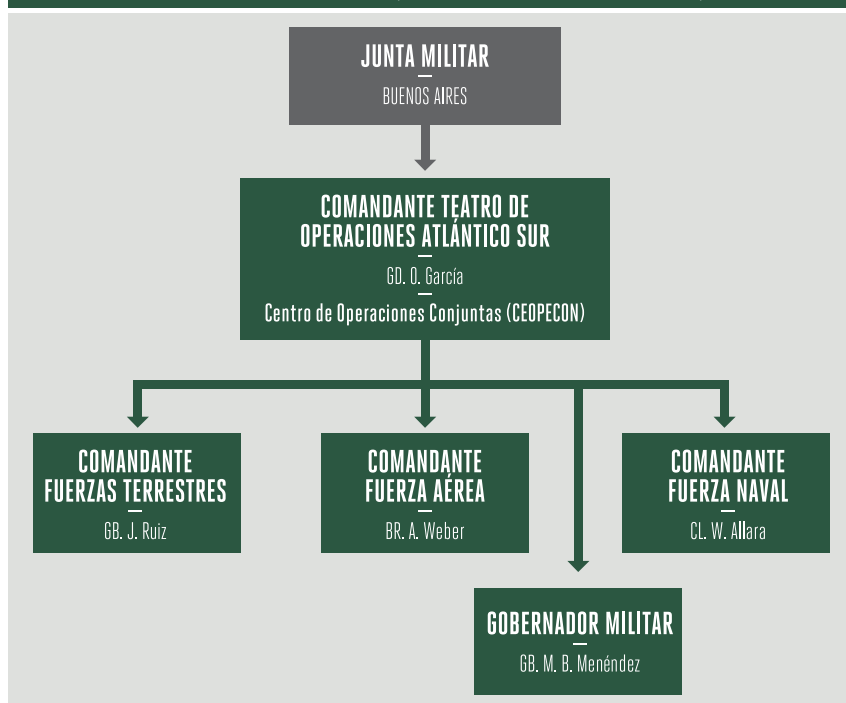 JUNTA MILITAR
BUENOS AIRES
COMANDANTE TEATRO DE
OPERACIONES ATLÁNTICO SUR
GD. O. García
Centro de Operaciones Conjuntas (CEOPECON)
COMANDANTE
FUERZAS TERRESTRES
GB. J. Ruiz
COMANDANTE
FUERZA AÉREA
BR. A. Weber
COMANDANTE
FUERZA NAVAL
CL. W. Allara
GOBERNADOR MILITAR
GB. M. B. Menéndez